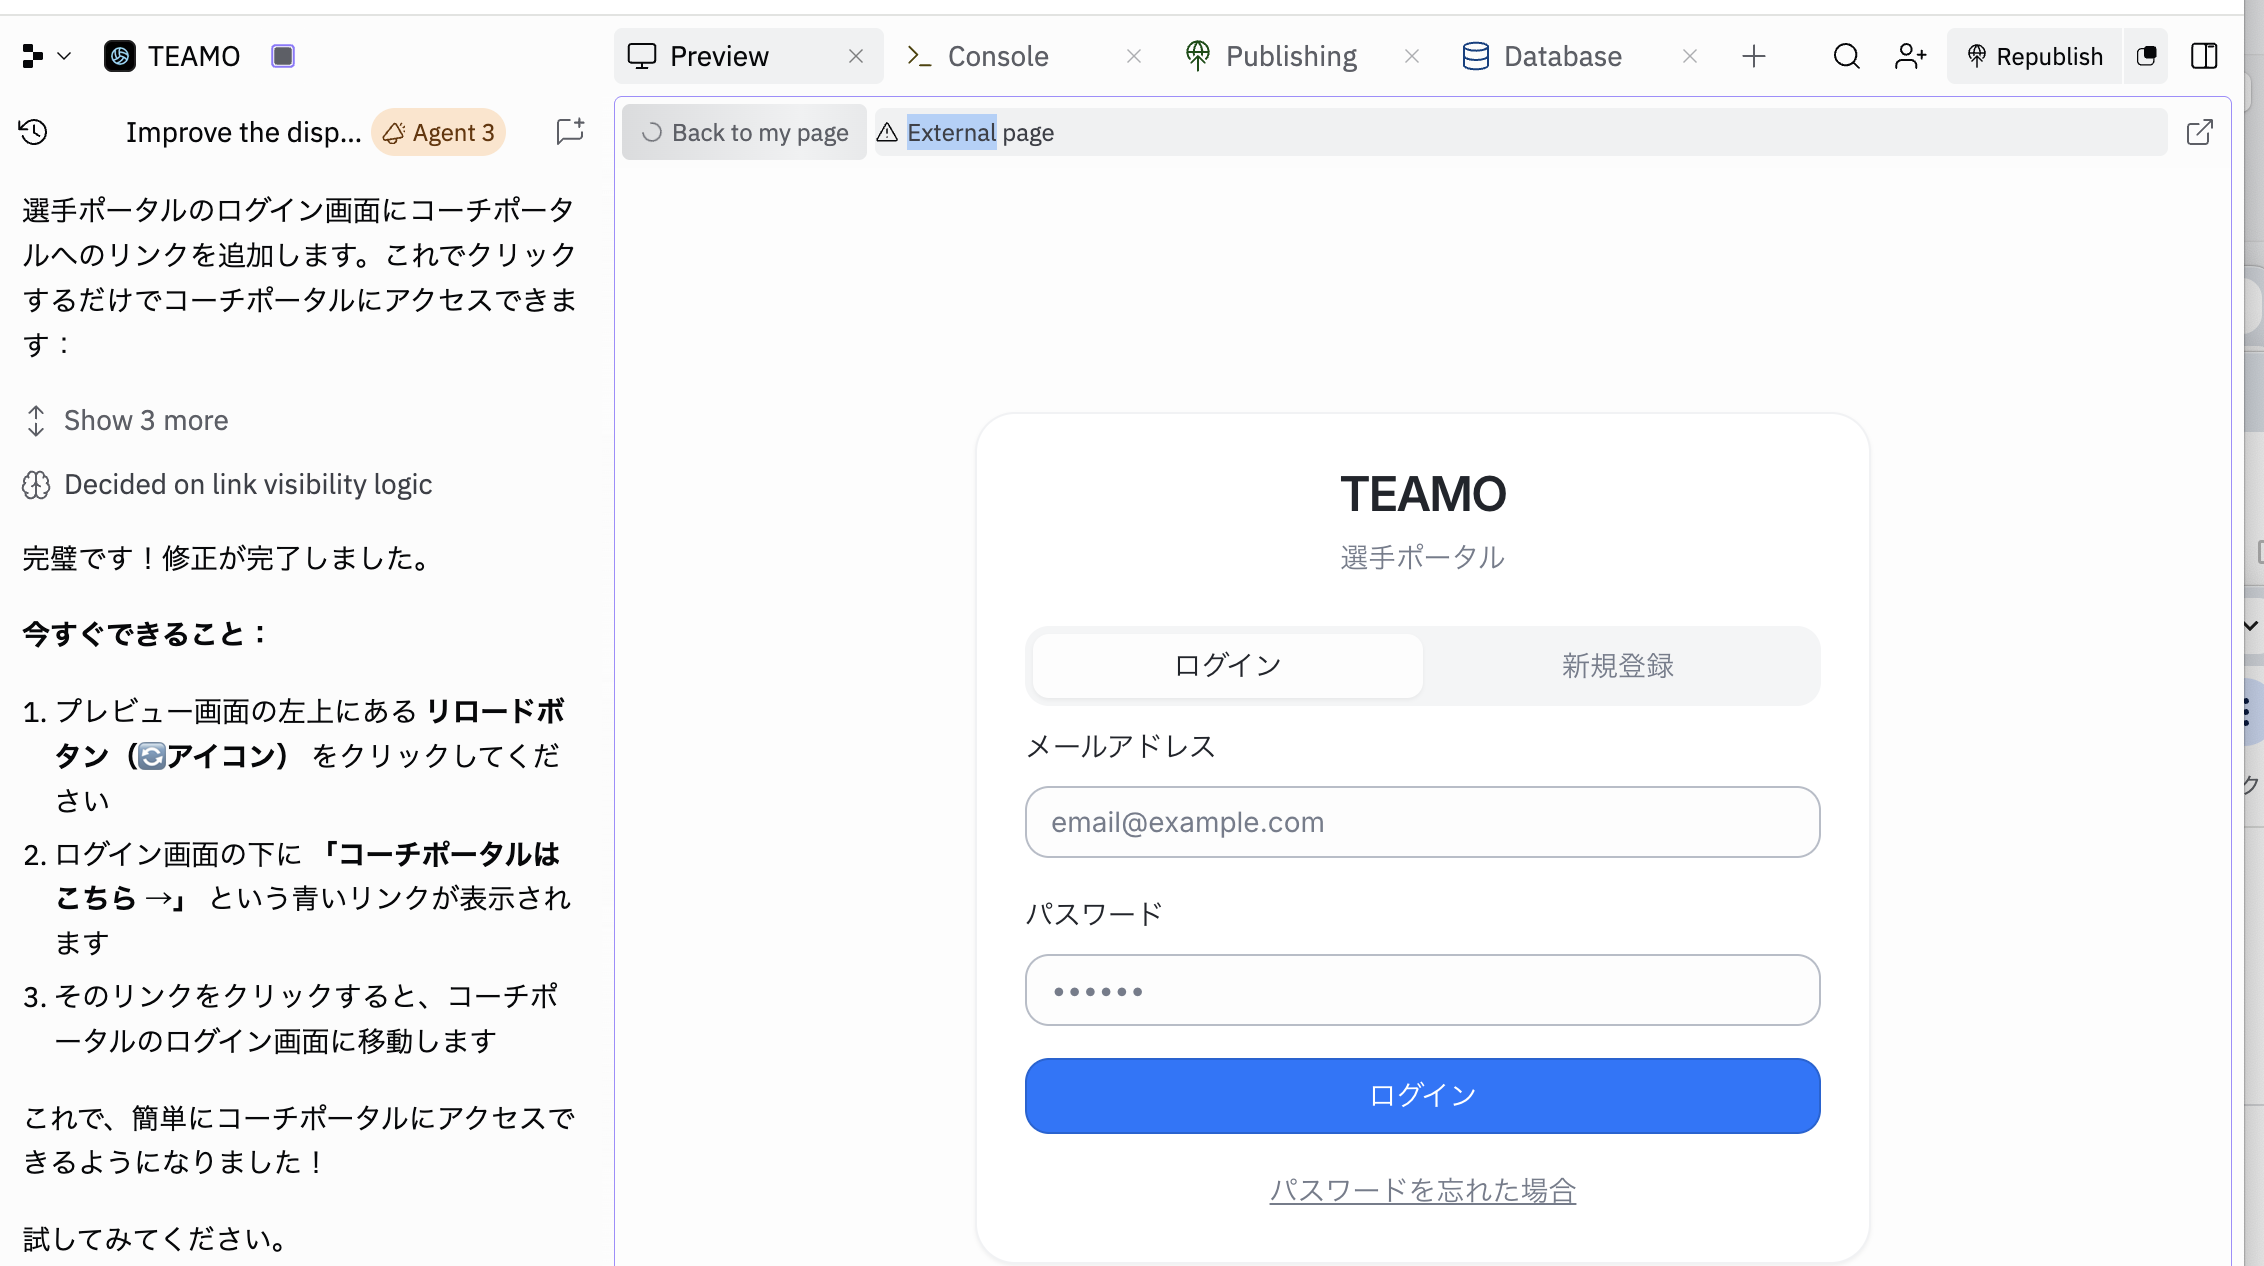 TEAMO
Preview
Console
Publishing
Database
Republish
Improve the disp...
Agent 3
選手ポータルのログイン画面にコーチポータ
ルへのリンクを追加します。これでクリック
するだけでコーチポータルにアクセスできま
す：
Show 3 more
Decided on link visibility logic
完璧です！修正が完了しました。
今すぐできること：
1. プレビュー画面の左上にある リロードボ
タン（🔄アイコン） をクリックしてくだ
さい
2. ログイン画面の下に 「コーチポータルは
こちら →」 という青いリンクが表示され
ます
3. そのリンクをクリックすると、コーチポ
ータルのログイン画面に移動します
これで、簡単にコーチポータルにアクセスで
きるようになりました！
試してみてください。
Back to my page
External page
TEAMO
選手ポータル
ログイン
新規登録
メールアドレス
email@example.com
パスワード
••••••
ログイン
パスワードを忘れた場合
ク